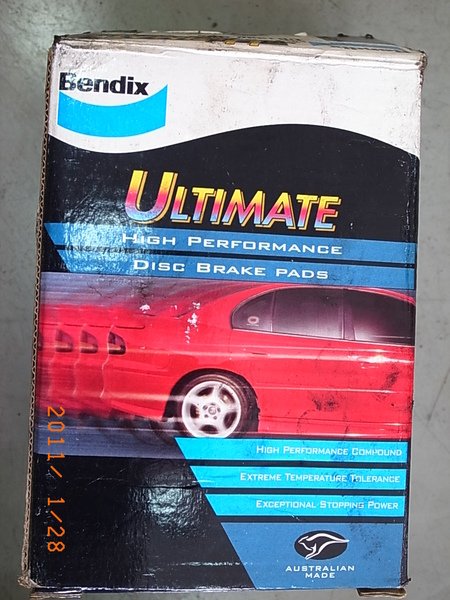 Bendix
ULTIMATE
HIGH PERFORMANCE
DISC BRAKE PADS
HIGH PERFORMANCE COMPOUND
EXTREME TEMPERATURE TOLERANCE
EXCEPTIONAL STOPPING POWER
AUSTRALIAN
MADE
2011/ 1/28